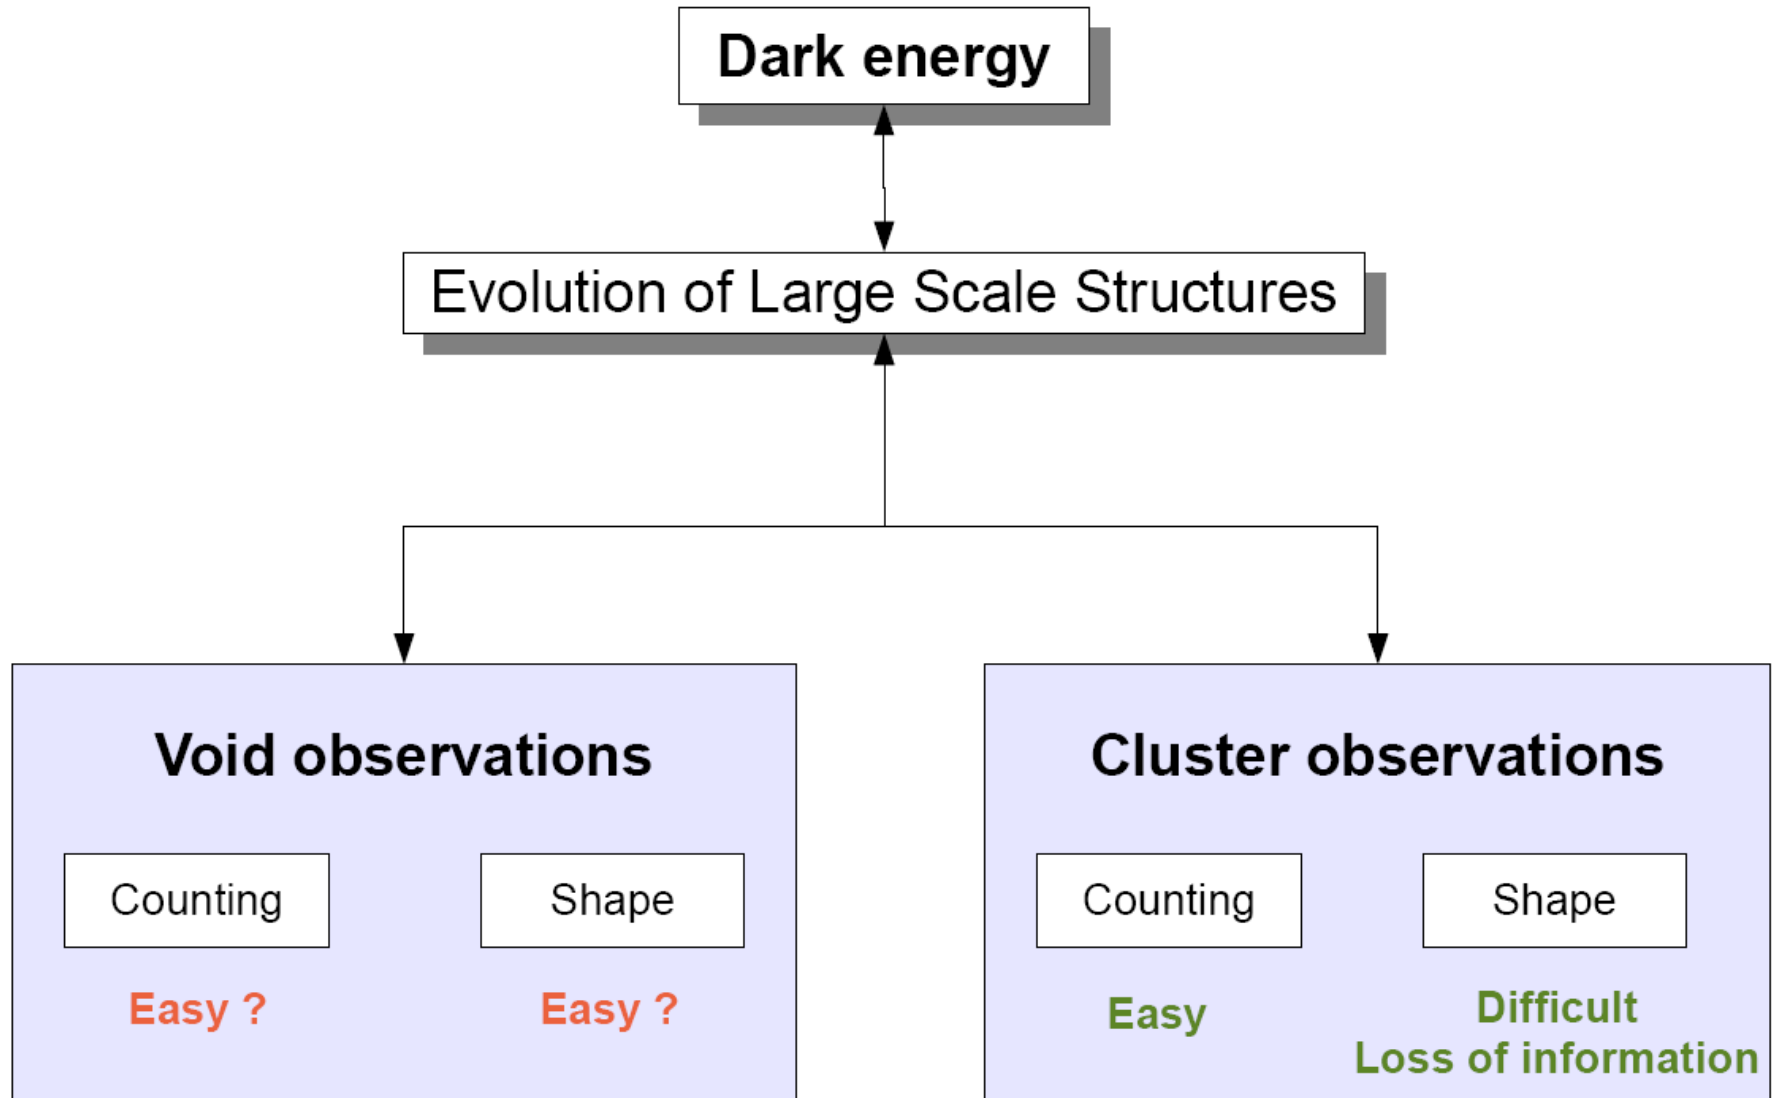 Dark energy
Evolution of Large Scale Structures
Void observations
Counting
Shape
Easy ?
Easy ?
Cluster observations
Counting
Shape
Easy
Difficult
Loss of information